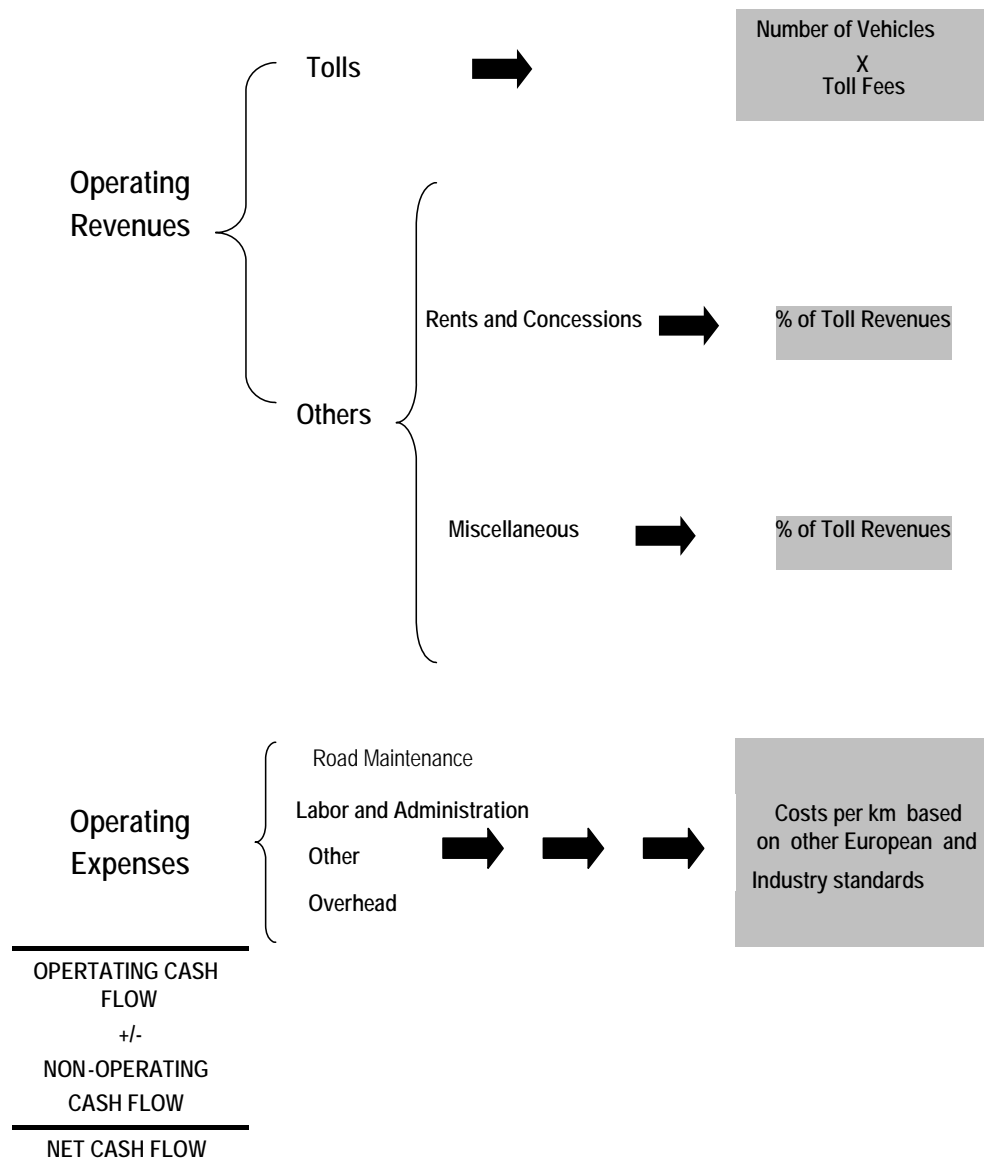 Number of Vehicles
X
Toll Fees
Tolls
Operating
Revenues
Rents and Concessions
% of Toll Revenues
Others
Miscellaneous
% of Toll Revenues
Road Maintenance
Labor and Administration
Other
Overhead
Operating
Expenses
Costs per km based
on other European and
Industry standards
OPERTATING CASH
FLOW
+/-
NON-OPERATING
CASH FLOW
NET CASH FLOW